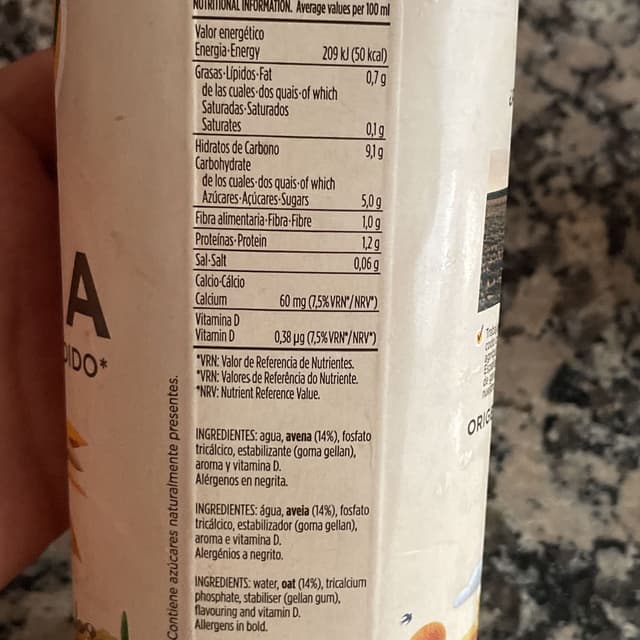 NUTRITIONAL INFORMATION. Average values per 100 ml
Valor energético
Energia·Energy 209 kJ (50 kcal)
Grasas·Lípidos·Fat 0,7 g
de las cuales·dos quais·of which
Saturadas·Saturados
Saturates 0,1 g
Hidratos de Carbono 9,1 g
Carbohydrate
de los cuales·dos quais·of which
Azúcares·Açúcares·Sugars 5,0 g
Fibra alimentaria·Fibra·Fibre 1,0 g
Proteínas·Protein 1,2 g
Sal·Salt 0,06 g
Calcio·Cálcio
Calcium 60 mg (7,5% VRN*/NRV*)
Vitamina D
Vitamin D 0,38 µg (7,5% VRN*/NRV*)
*VRN: Valor de Referencia de Nutrientes.
*VRN: Valores de Referência do Nutriente.
*NRV: Nutrient Reference Value.
INGREDIENTES: agua, avena (14%), fosfato
tricálcico, estabilizante (goma gellan),
aroma y vitamina D.
Alérgenos en negrita.
INGREDIENTES: água, aveia (14%), fosfato
tricálcico, estabilizador (goma gellan),
aroma e vitamina D.
Alergénios a negrito.
INGREDIENTS: water, oat (14%), tricalcium
phosphate, stabiliser (gellan gum),
flavouring and vitamin D.
Allergens in bold.
Contiene azúcares naturalmente presentes.
A
DIDO*